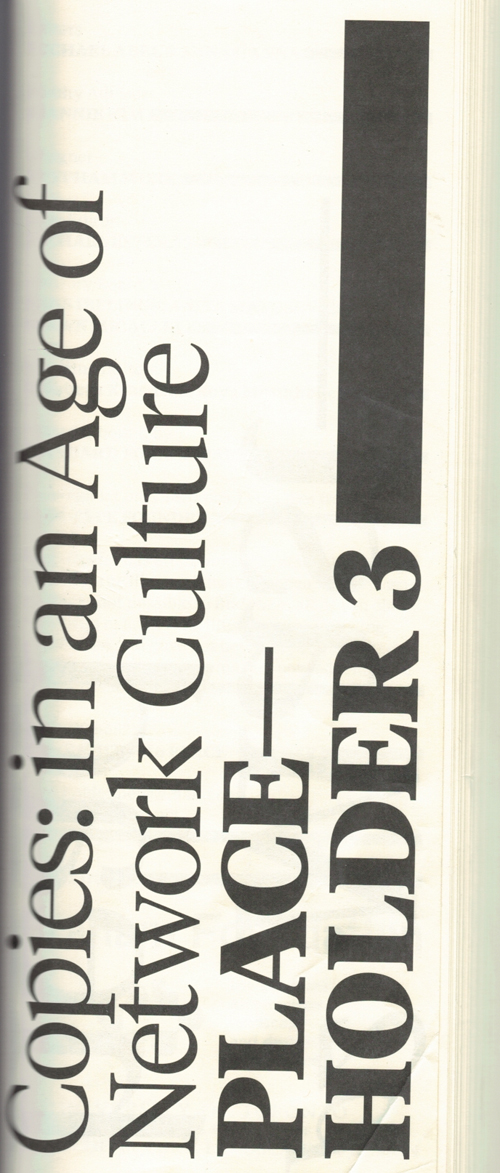 Copies: in an Age of
Network Culture
PLACE—
HOLDER 3